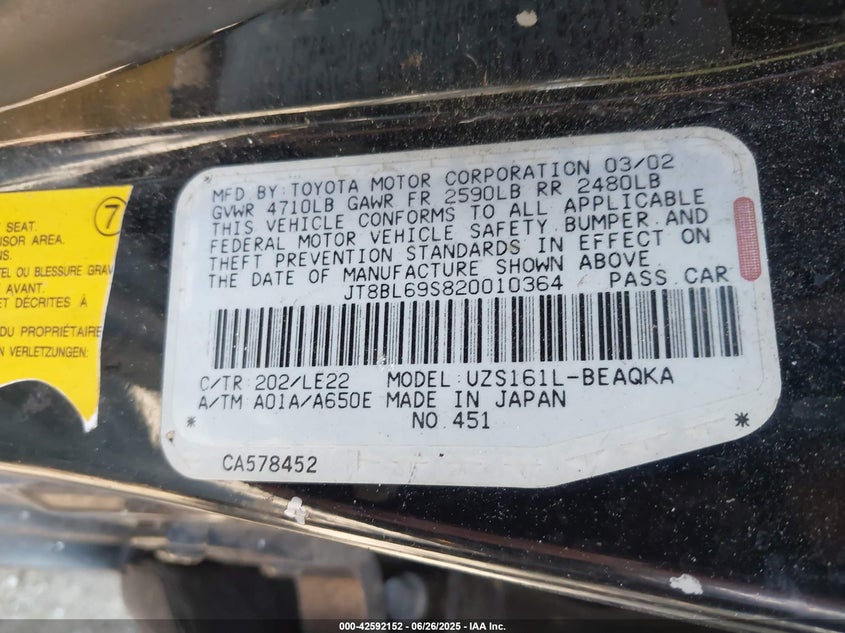 MFD BY: TOYOTA MOTOR CORPORATION 03/02
GVWR 4710LB GAWR FR 2590LB RR 2480LB
THIS VEHICLE CONFORMS TO ALL APPLICABLE
FEDERAL MOTOR VEHICLE SAFETY, BUMPER AND
THEFT PREVENTION STANDARDS IN EFFECT ON
THE DATE OF MANUFACTURE SHOWN ABOVE.
JT8BL69S820010364 PASS CAR
C/TR: 202/LE22 MODEL: UZS161L-BEAQKA
A/TM A01A/A650E MADE IN JAPAN
* NO. 451 *
CA578452
7
SEAT.
AREA.
OU BLESSURE
AVANT.
ET DÉCRITES À
DU PROPRIÉTAIRE
VERLETZUNGEN:
000-42592152 - 06/26/2025 - IAA Inc.